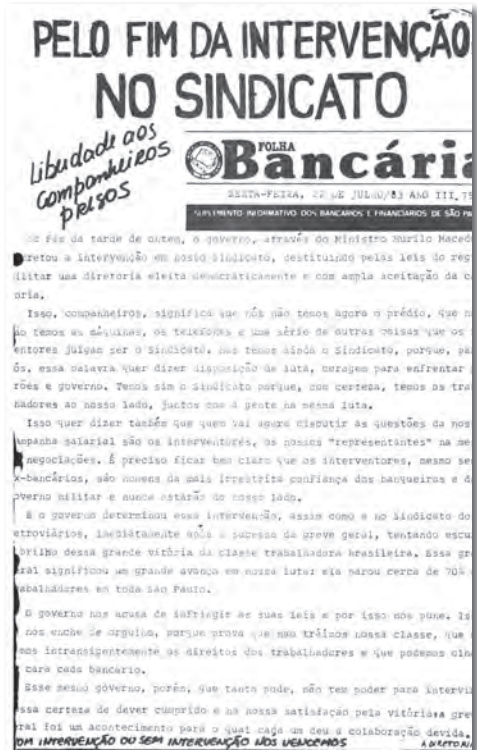 PELO FIM DA INTERVENÇÃO
NO SINDICATO
Liberdade aos
companheiros
presos
FOLHA
Bancária
SEXTA-FEIRA, 22 DE JULHO/83 ANO III,
SUPLEMENTO INFORMATIVO DOS BANCÁRIOS E FINANCIÁRIOS DE SÃO
No fim da tarde de ontem, o governo, através do Ministro Murilo Maced
retou a intervenção em nosso Sindicato, destituindo pelas leis do reg
ilitar uma diretoria eleita democraticamente e com ampla aceitação da c
oria.
Isso, companheiros, significa que nós não temos agora o prédio, que n
ão temos as máquinas, os telefones e uma série de outras coisas que os
entores julgam ser o Sindicato. Mas temos ainda o Sindicato, porque, pa
ós, essa palavra quer dizer disposição de luta, coragem para enfrentar
rões e governo. Temos sim o Sindicato porque, com certeza, temos os tra
hadores ao nosso lado, juntos com a gente na mesma luta.
Isso quer dizer também que quem vai agora discutir as questões da nos
ampanha salarial são os interventores, os nossos "representantes" na me
negociações. É preciso ficar bem claro que os interventores, mesmo se
x-bancários, são homens da mais irrestrita confiança dos banqueiros e d
overno militar e nunca estarão do nosso lado.
E o governo determinou essa intervenção, assim como a no Sindicato do
etroviários, imediatamente após o sucesso da greve geral, tentando escu
brilho dessa grande vitória da classe trabalhadora brasileira. Essa gr
eral significou um grande avanço em nossa luta: ela parou cerca de 70%
abalhadores em toda São Paulo.
O governo nos acusa de infringir as suas leis e por isso nos pune. Is
nos enche de orgulho, porque prova que não traímos nossa classe, que
mos intransigentemente os direitos dos trabalhadores e que podemos olh
cara cada bancário.
Esse mesmo governo, porém, que tanto pode, não tem poder para intervi
ssa certeza de dever cumprido e na nossa satisfação pela vitória: a gre
ral foi um acontecimento para o qual cada um deu a colaboração devida.
OM INTERVENÇÃO OU SEM INTERVENÇÃO NÓS VENCEMOS